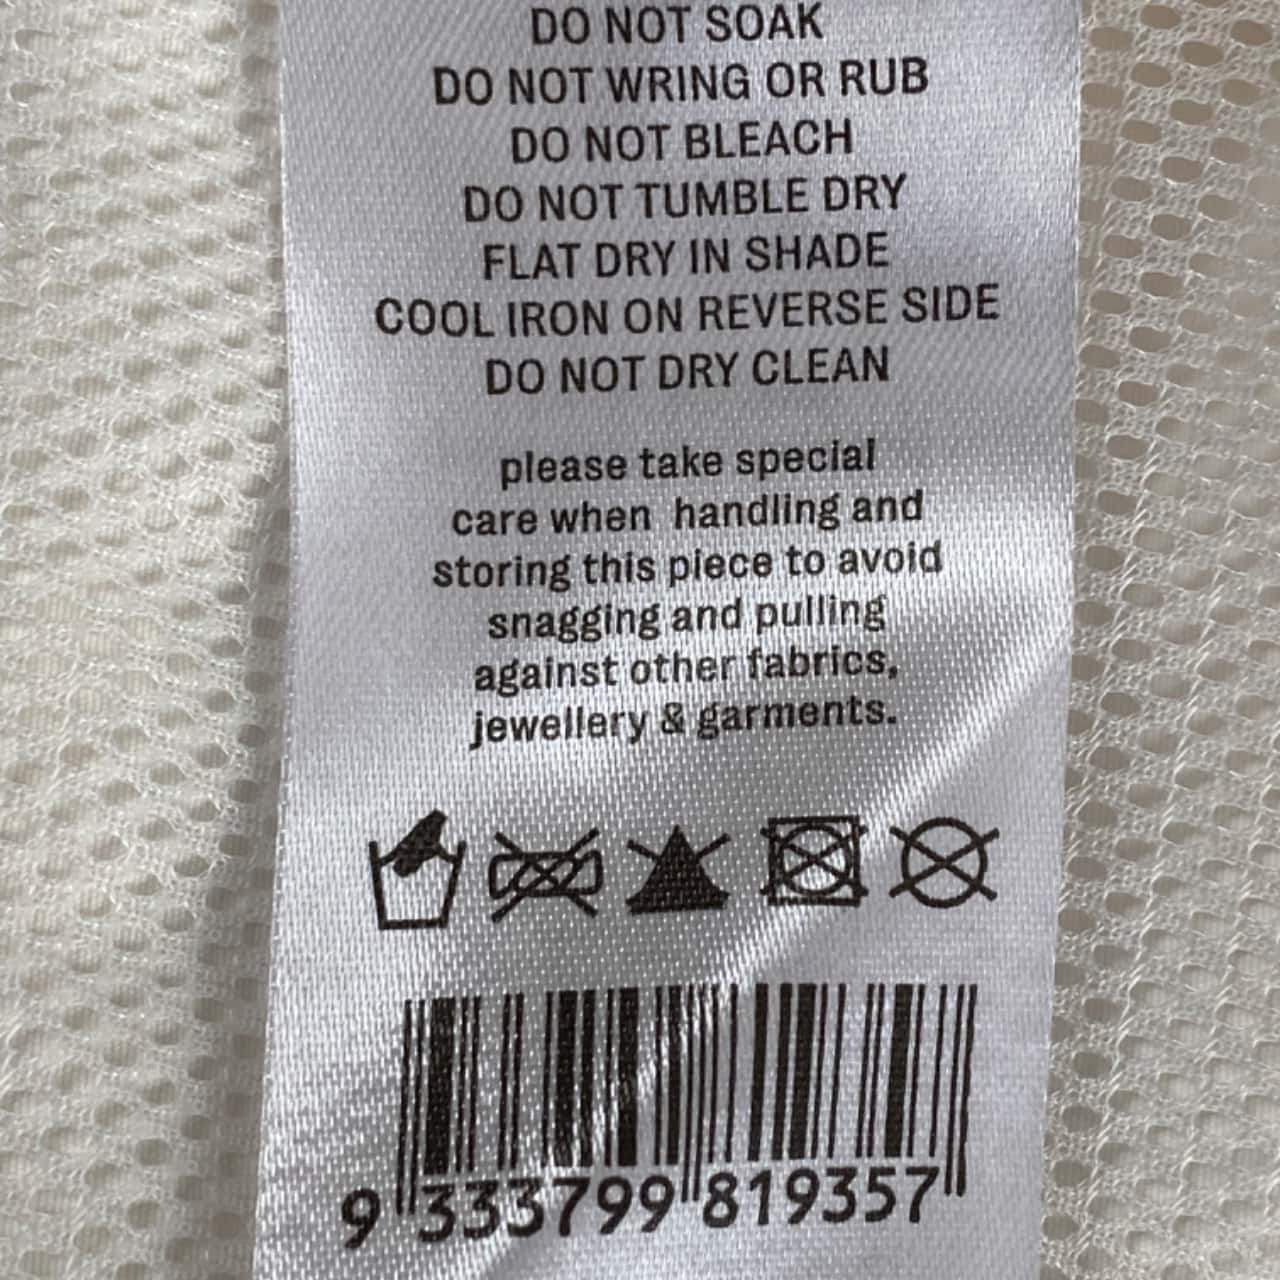 DO NOT SOAK
DO NOT WRING OR RUB
DO NOT BLEACH
DO NOT TUMBLE DRY
FLAT DRY IN SHADE
COOL IRON ON REVERSE SIDE
DO NOT DRY CLEAN
please take special
care when handling and
storing this piece to avoid
snagging and pulling
against other fabrics,
jewellery & garments.
9 333799 819357